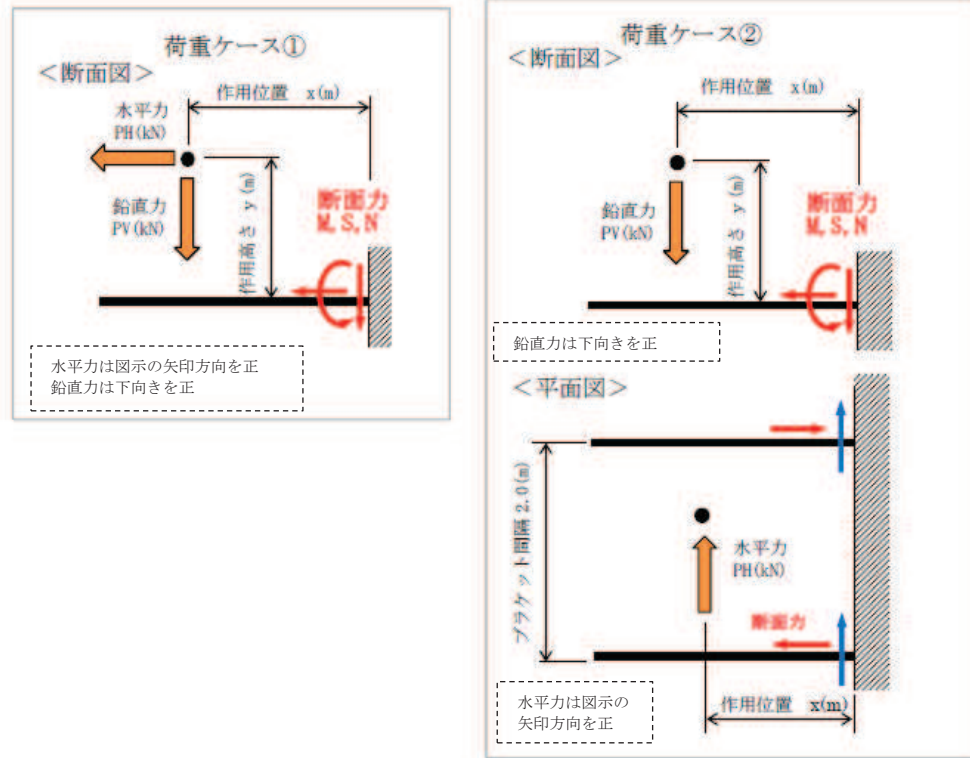 荷重ケース①
＜断面図＞
作用位置 x(m)
水平力
PH(kN)
鉛直力
PV(kN)
作用高さ y(m)
断面力
M,S,N
水平力は図示の矢印方向を正
鉛直力は下向きを正
荷重ケース②
＜断面図＞
作用位置 x(m)
鉛直力
PV(kN)
作用高さ y(m)
断面力
M,S,N
鉛直力は下向きを正
＜平面図＞
ブラケット間隔 2.0(m)
水平力
PH(kN)
断面力
作用位置 x(m)
水平力は図示の
矢印方向を正